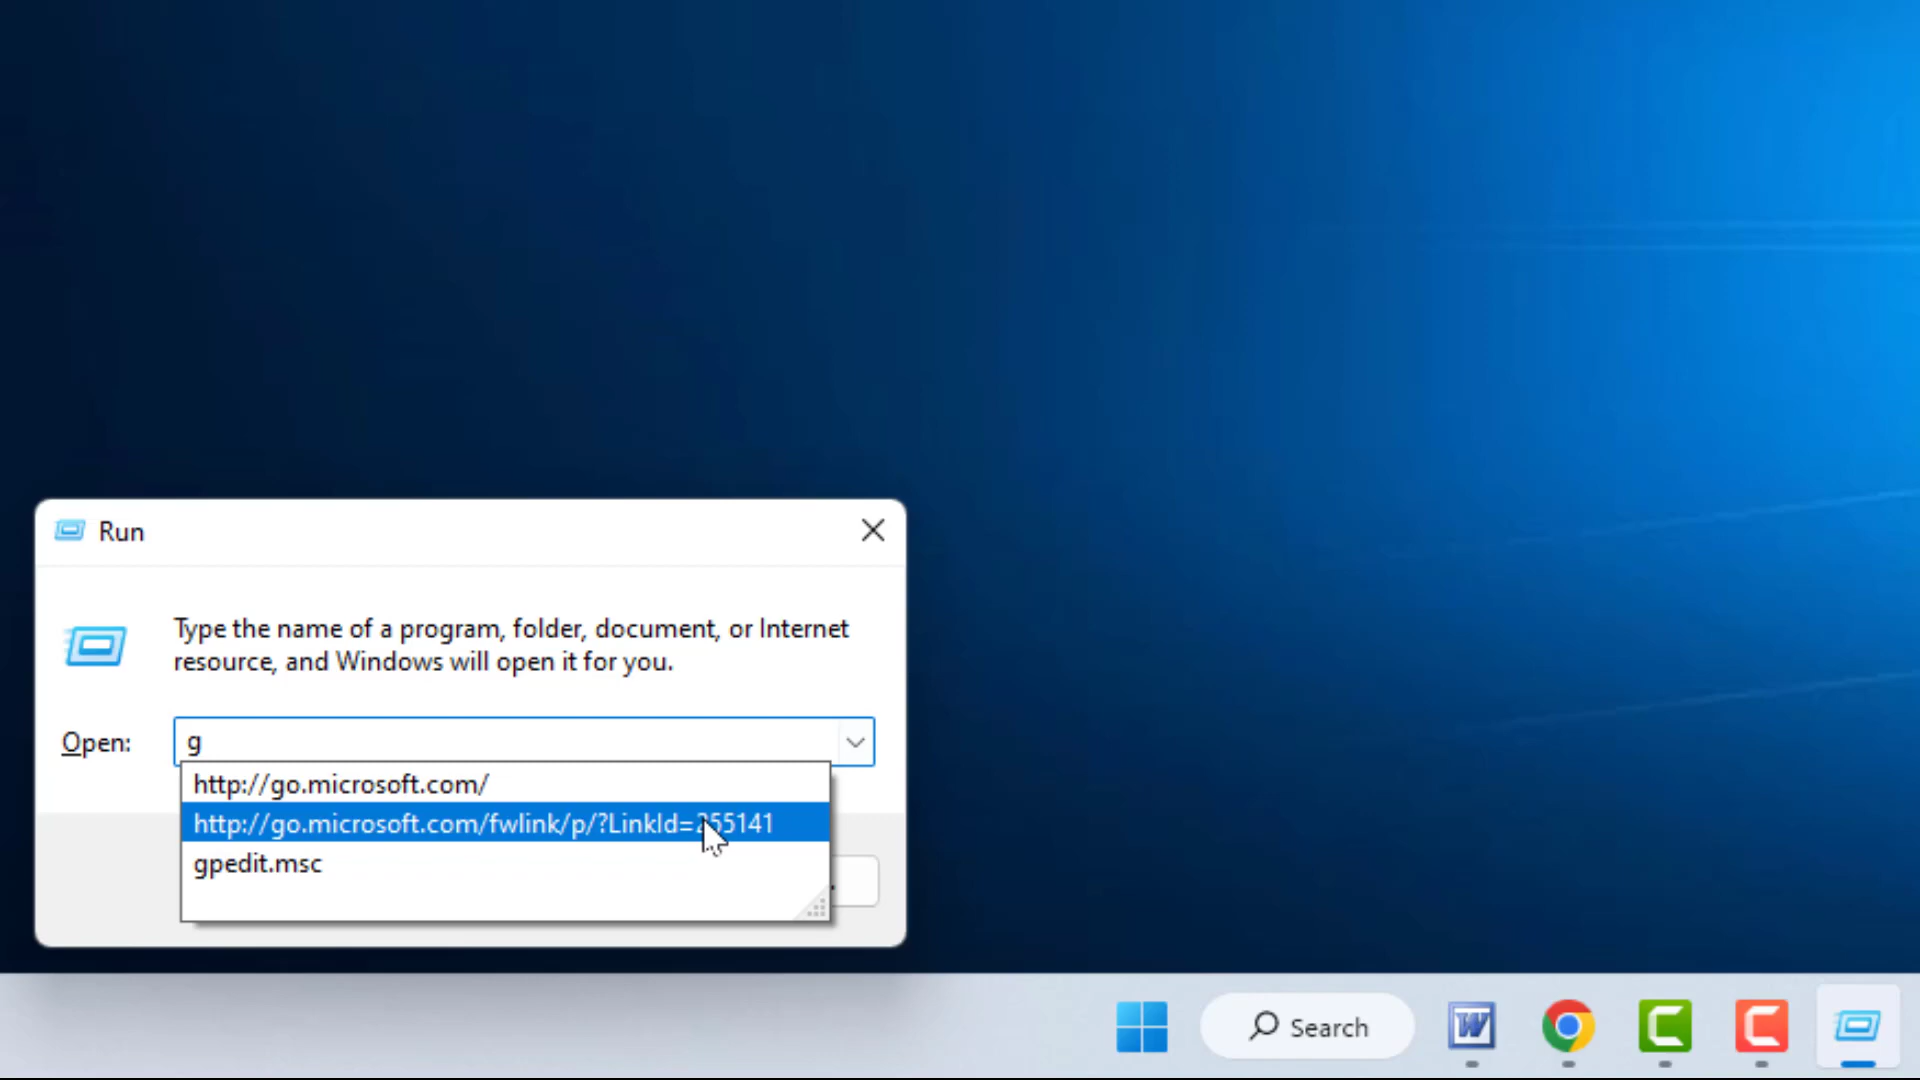 Run
Type the name of a program, folder, document, or Internet
resource, and Windows will open it for you.
Open:
g
http://go.microsoft.com/
http://go.microsoft.com/fwlink/p/?LinkId=255141
gpedit.msc
Search